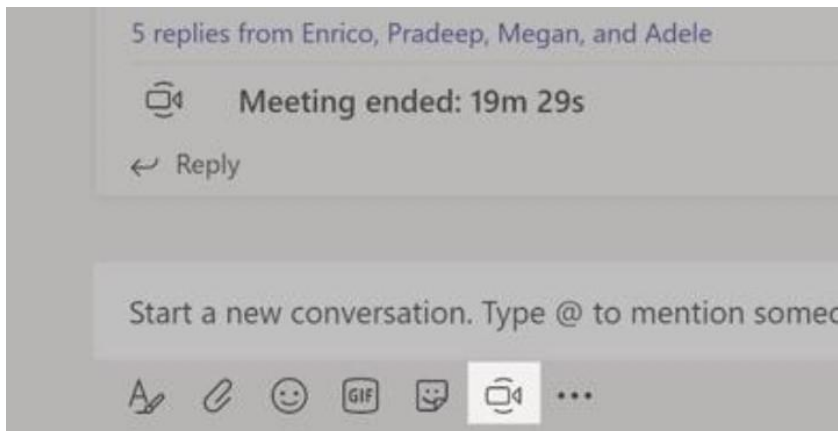 5 replies from Enrico, Pradeep, Megan, and Adele
Meeting ended: 19m 29s
Reply
Start a new conversation. Type @ to mention
GIF